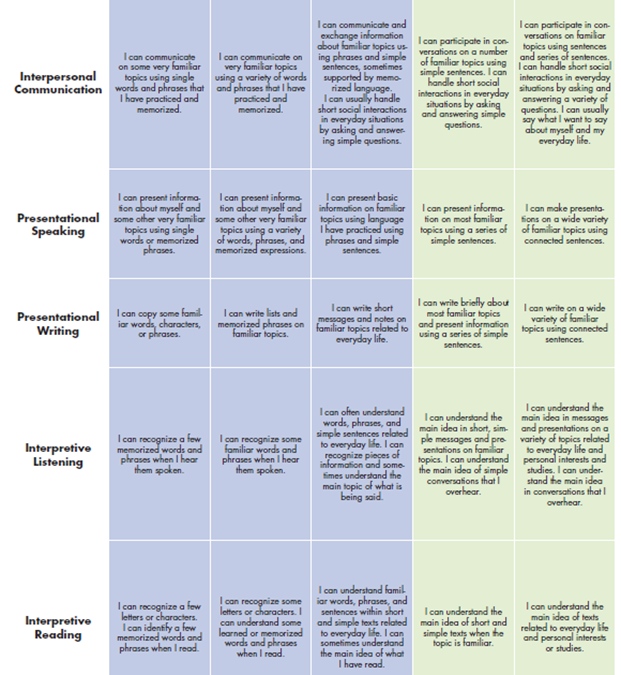 Interpersonal
Communication
I can communicate
on some very familiar
topics using single
words and phrases that
I have practiced and
memorized.
I can communicate on
very familiar topics
using a variety of words
and phrases that I have
practiced and
memorized.
I can communicate and
exchange information
about familiar topics us-
ing phrases and simple
sentences, sometimes
supported by memo-
rized language.
I can usually handle
short social interactions
in everyday situations
by asking and answer-
ing simple questions.
I can participate in con-
versations on a number
of familiar topics using
simple sentences. I can
handle short social
interactions in everyday
situations by asking
and answering simple
questions.
I can participate in con-
versations on familiar
topics using sentences
and series of sentences.
I can handle short social
interactions in everyday
situations by asking and
answering a variety of
questions. I can usually
say what I want to say
about myself and my
everyday life.
Presentational
Speaking
I can present informa-
tion about myself and
some other very familiar
topics using single
words or memorized
phrases.
I can present informa-
tion about myself and
some other very familiar
topics using a variety
of words, phrases, and
memorized expressions.
I can present basic
information on familiar
topics using language
I have practiced using
phrases and simple
sentences.
I can present informa-
tion on most familiar
topics using a series of
simple sentences.
I can make presenta-
tions on a wide variety
of familiar topics using
connected sentences.
Presentational
Writing
I can copy some famil-
iar words, characters,
or phrases.
I can write lists and
memorized phrases on
familiar topics.
I can write short
messages and notes on
familiar topics related to
everyday life.
I can write briefly about
most familiar topics
and present information
using a series of simple
sentences.
I can write on a wide
variety of familiar
topics using connected
sentences.
Interpretive
Listening
I can recognize a few
memorized words and
phrases when I hear
them spoken.
I can recognize some
familiar words and
phrases when I hear
them spoken.
I can often understand
words, phrases, and
simple sentences related
to everyday life. I can
recognize pieces of
information and some-
times understand the
main topic of what is
being said.
I can understand the
main idea in short, sim-
ple messages and pre-
sentations on familiar
topics. I can understand
the main idea of simple
conversations that I
overhear.
I can understand the
main idea in messages
and presentations on a
variety of topics related
to everyday life and
personal interests and
studies. I can under-
stand the main idea
in conversations that I
overhear.
Interpretive
Reading
I can recognize a few
letters or characters.
I can identify a few
memorized words and
phrases when I read.
I can recognize some
letters or characters. I
can understand some
learned or memorized
words and phrases
when I read.
I can understand famil-
iar words, phrases, and
sentences within short
and simple texts related
to everyday life. I can
sometimes understand
the main idea of what
I have read.
I can understand the
main idea of short and
simple texts when the
topic is familiar.
I can understand the
main idea of texts
related to everyday life
and personal interests
or studies.